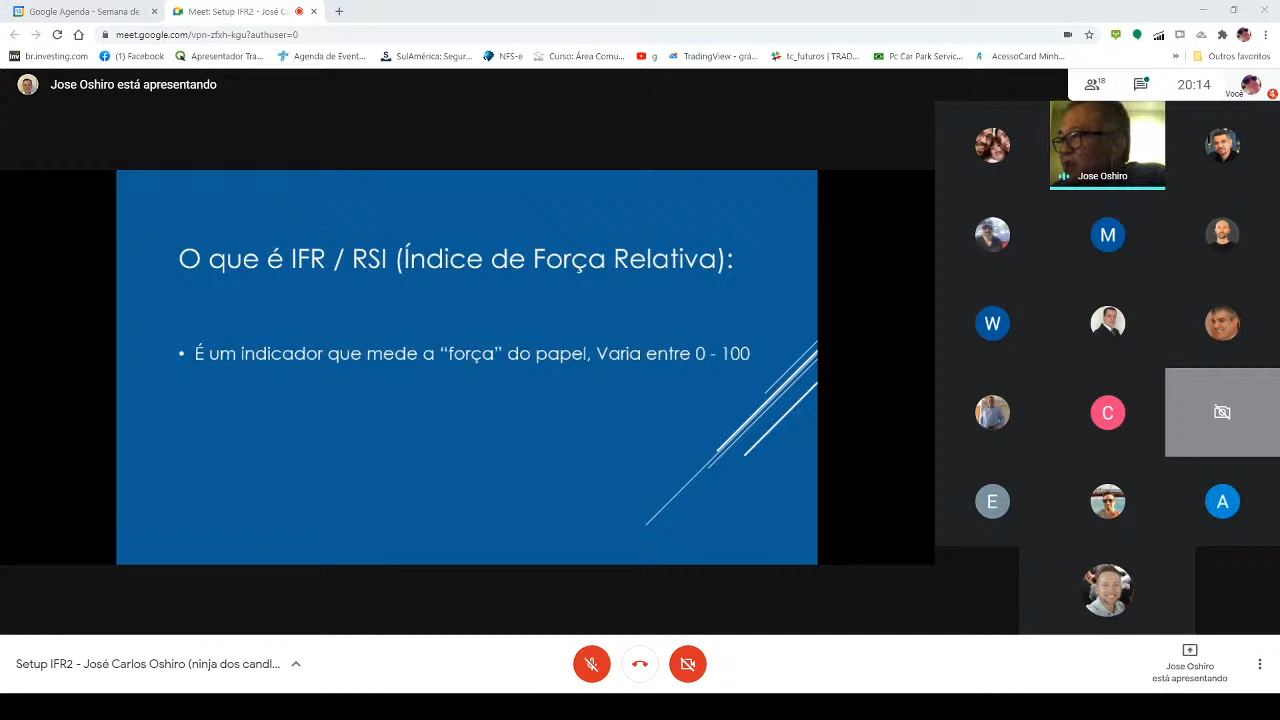 Google Agenda - Semana de
Meet: Setup IFR2 - José C
meet.google.com/vpn-zfxh-kgu?authuser=0
br.investing.com
(1) Facebook
Apresentador Tra...
Agenda de Event...
SulAmérica: Segur...
NFS-e
Curso: Área Comu...
g
TradingView - grá...
tc_futuros | TRAD...
Pc Car Park Servic...
AcessoCard Minh...
»
Outros favoritos
Jose Oshiro está apresentando
18
20:14
Você
Jose Oshiro
M
W
C
E
A
O que é IFR / RSI (Índice de Força Relativa):
• É um indicador que mede a “força” do papel, Varia entre 0 - 100
Setup IFR2 - José Carlos Oshiro (ninja dos candl...
Jose Oshiro
está apresentando